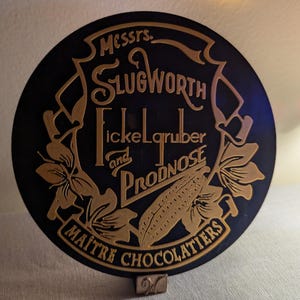 Messrs.
Slugworth
Fickelgruber
and
Prodnose
MAÎTRE CHOCOLATIERS
W